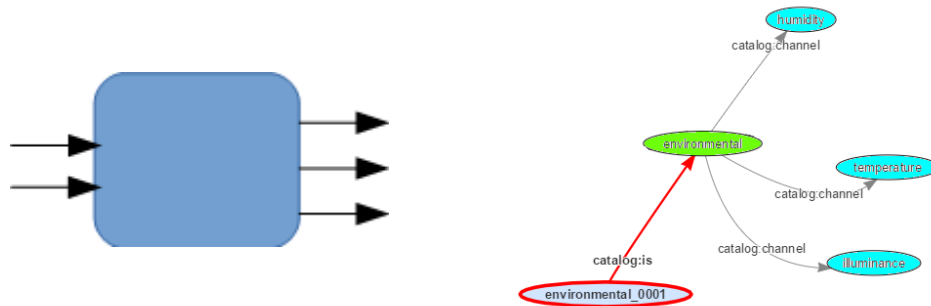 humidity
catalog:channel
environmental
temperature
catalog:channel
catalog:channel
catalog:is
illuminance
environmental_0001